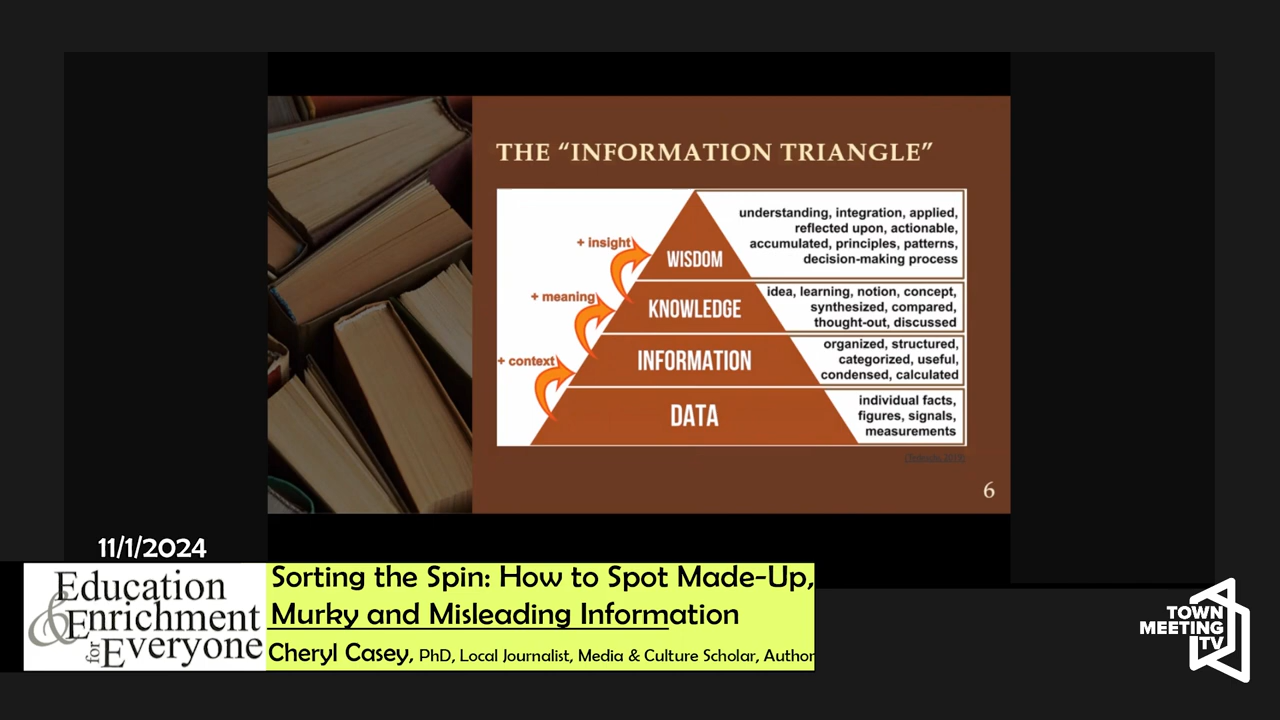 THE “INFORMATION TRIANGLE”
understanding, integration, applied,
reflected upon, actionable,
accumulated, principles, patterns,
decision-making process
+ insight
WISDOM
idea, learning, notion, concept,
synthesized, compared,
thought-out, discussed
+ meaning
KNOWLEDGE
organized, structured,
categorized, useful,
condensed, calculated
+ context
INFORMATION
individual facts,
figures, signals,
measurements
DATA
6
11/1/2024
Education
& Enrichment
for Everyone
Sorting the Spin: How to Spot Made-Up,
Murky and Misleading Information
Cheryl Casey, PhD, Local Journalist, Media & Culture Scholar, Author
TOWN
MEETING
TV